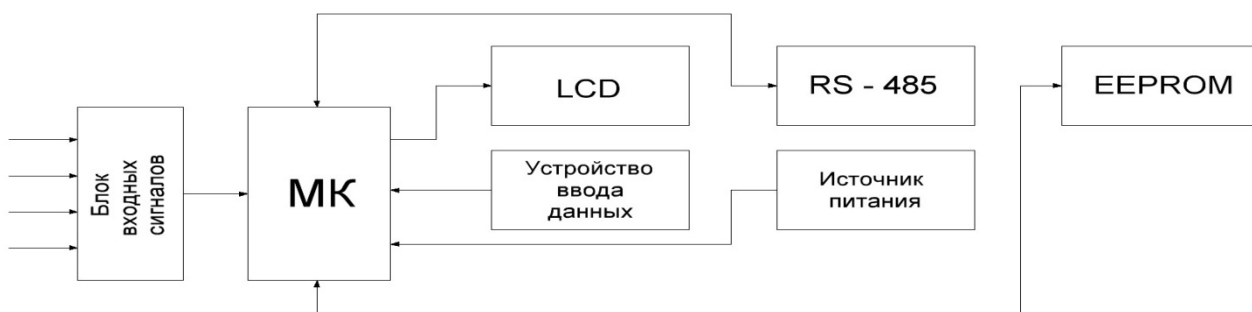 Блок
входных
сигналов
МК
LCD
Устройство
ввода
данных
RS - 485
Источник
питания
EEPROM